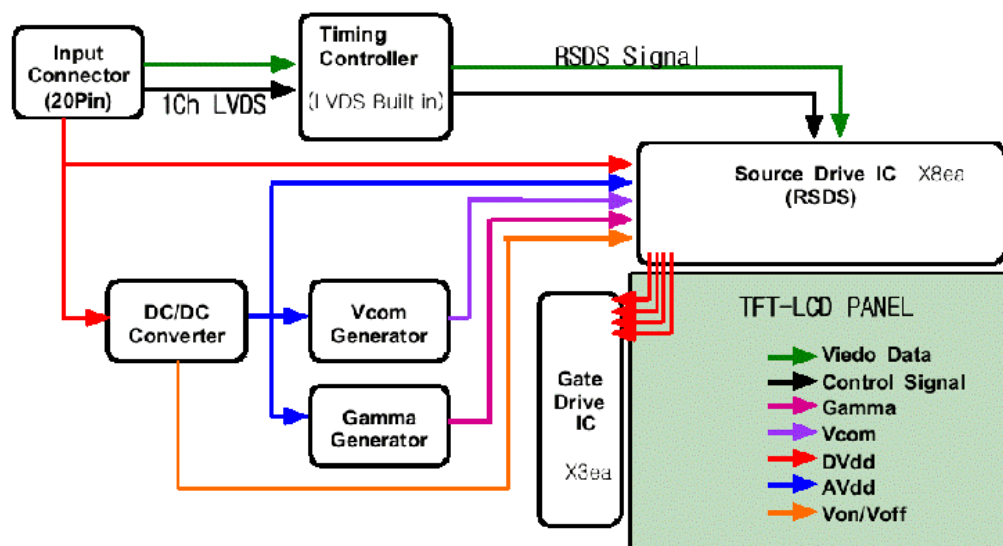 Input
Connector
(20Pin)
1Ch LVDS
Timing
Controller
(LVDS Built in)
RSDS Signal
Source Drive IC X8ea
(RSDS)
DC/DC
Converter
Vcom
Generator
Gamma
Generator
Gate
Drive
IC
X3ea
TFT-LCD PANEL
Viedo Data
Control Signal
Gamma
Vcom
DVdd
AVdd
Von/Voff